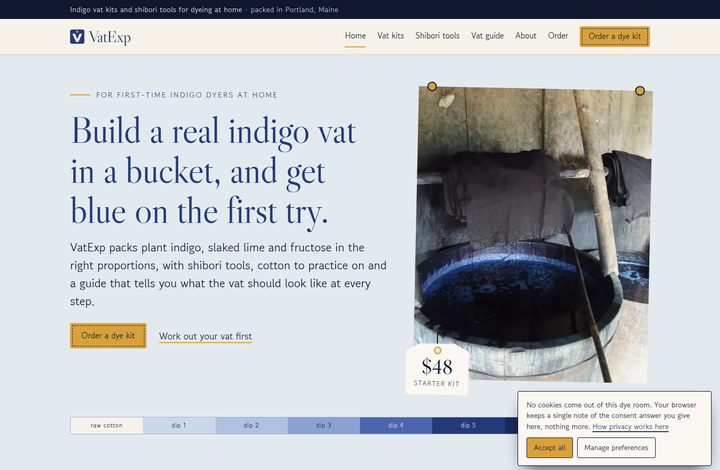 Indigo vat kits and shibori tools for dyeing at home · packed in Portland, Maine
VatExp
Home Vat kits Shibori tools Vat guide About Order Order a dye kit
FOR FIRST-TIME INDIGO DYERS AT HOME
Build a real indigo vat
in a bucket, and get
blue on the first try.
VatExp packs plant indigo, slaked lime and fructose in the
right proportions, with shibori tools, cotton to practice on and
a guide that tells you what the vat should look like at every
step.
Order a dye kit Work out your vat first
$48
STARTER KIT
raw cotton dip 1 dip 2 dip 3 dip 4 dip 5
No cookies come out of this dye room. Your browser
keeps a single note of the consent answer you give
here, nothing more. How privacy works here
Accept all Manage preferences